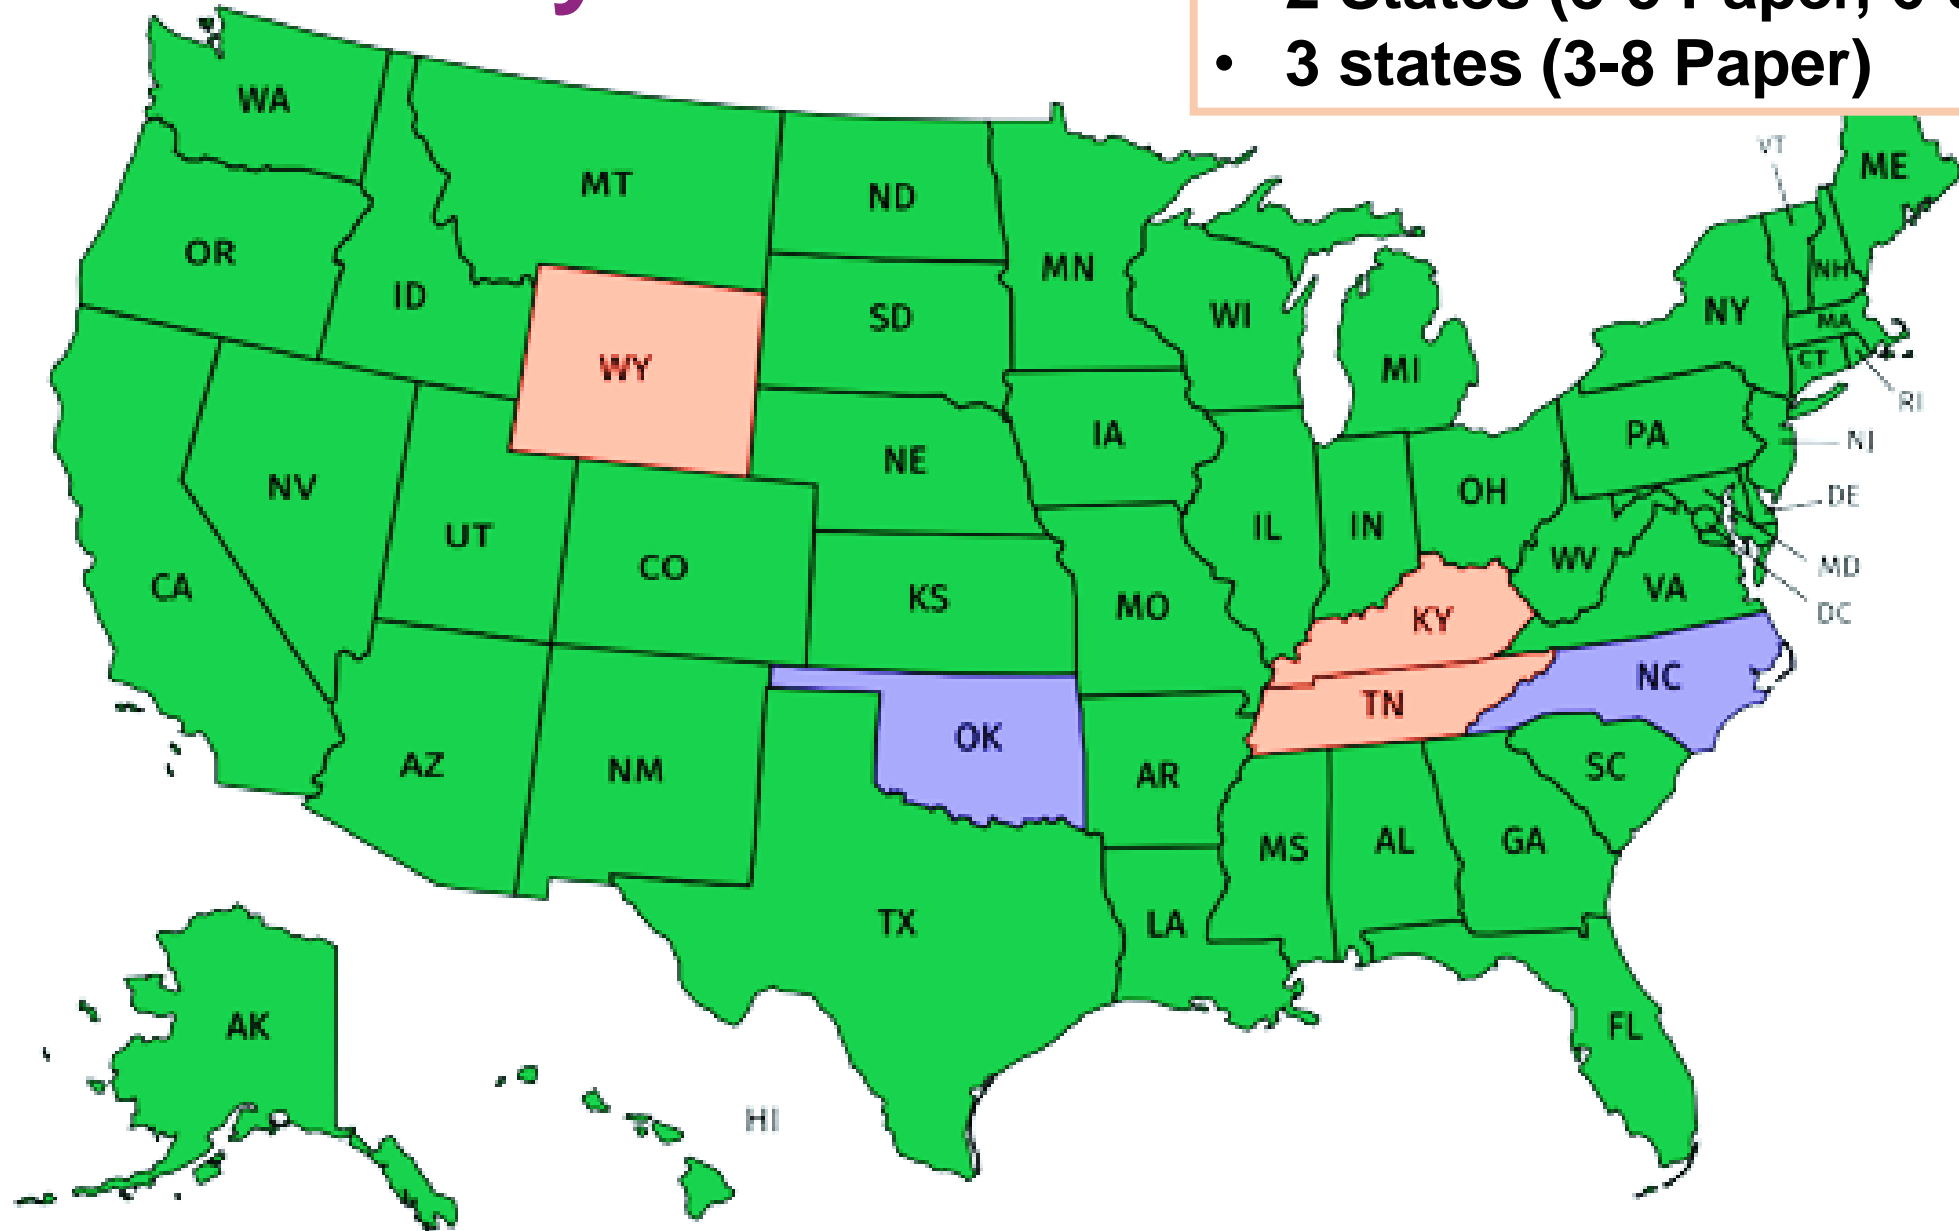 3 states (3-8 Paper)
WA
VT
ME
MT
ND
OR
MN
NH
ID
WI
NY
SD
MA
WY
MI
CT
RI
IA
PA
NJ
NE
NV
OH
DE
IL
IN
UT
WV
CO
MD
CA
VA
KS
MO
DC
KY
NC
TN
OK
AZ
SC
NM
AR
AL
GA
MS
TX
LA
AK
FL
HI